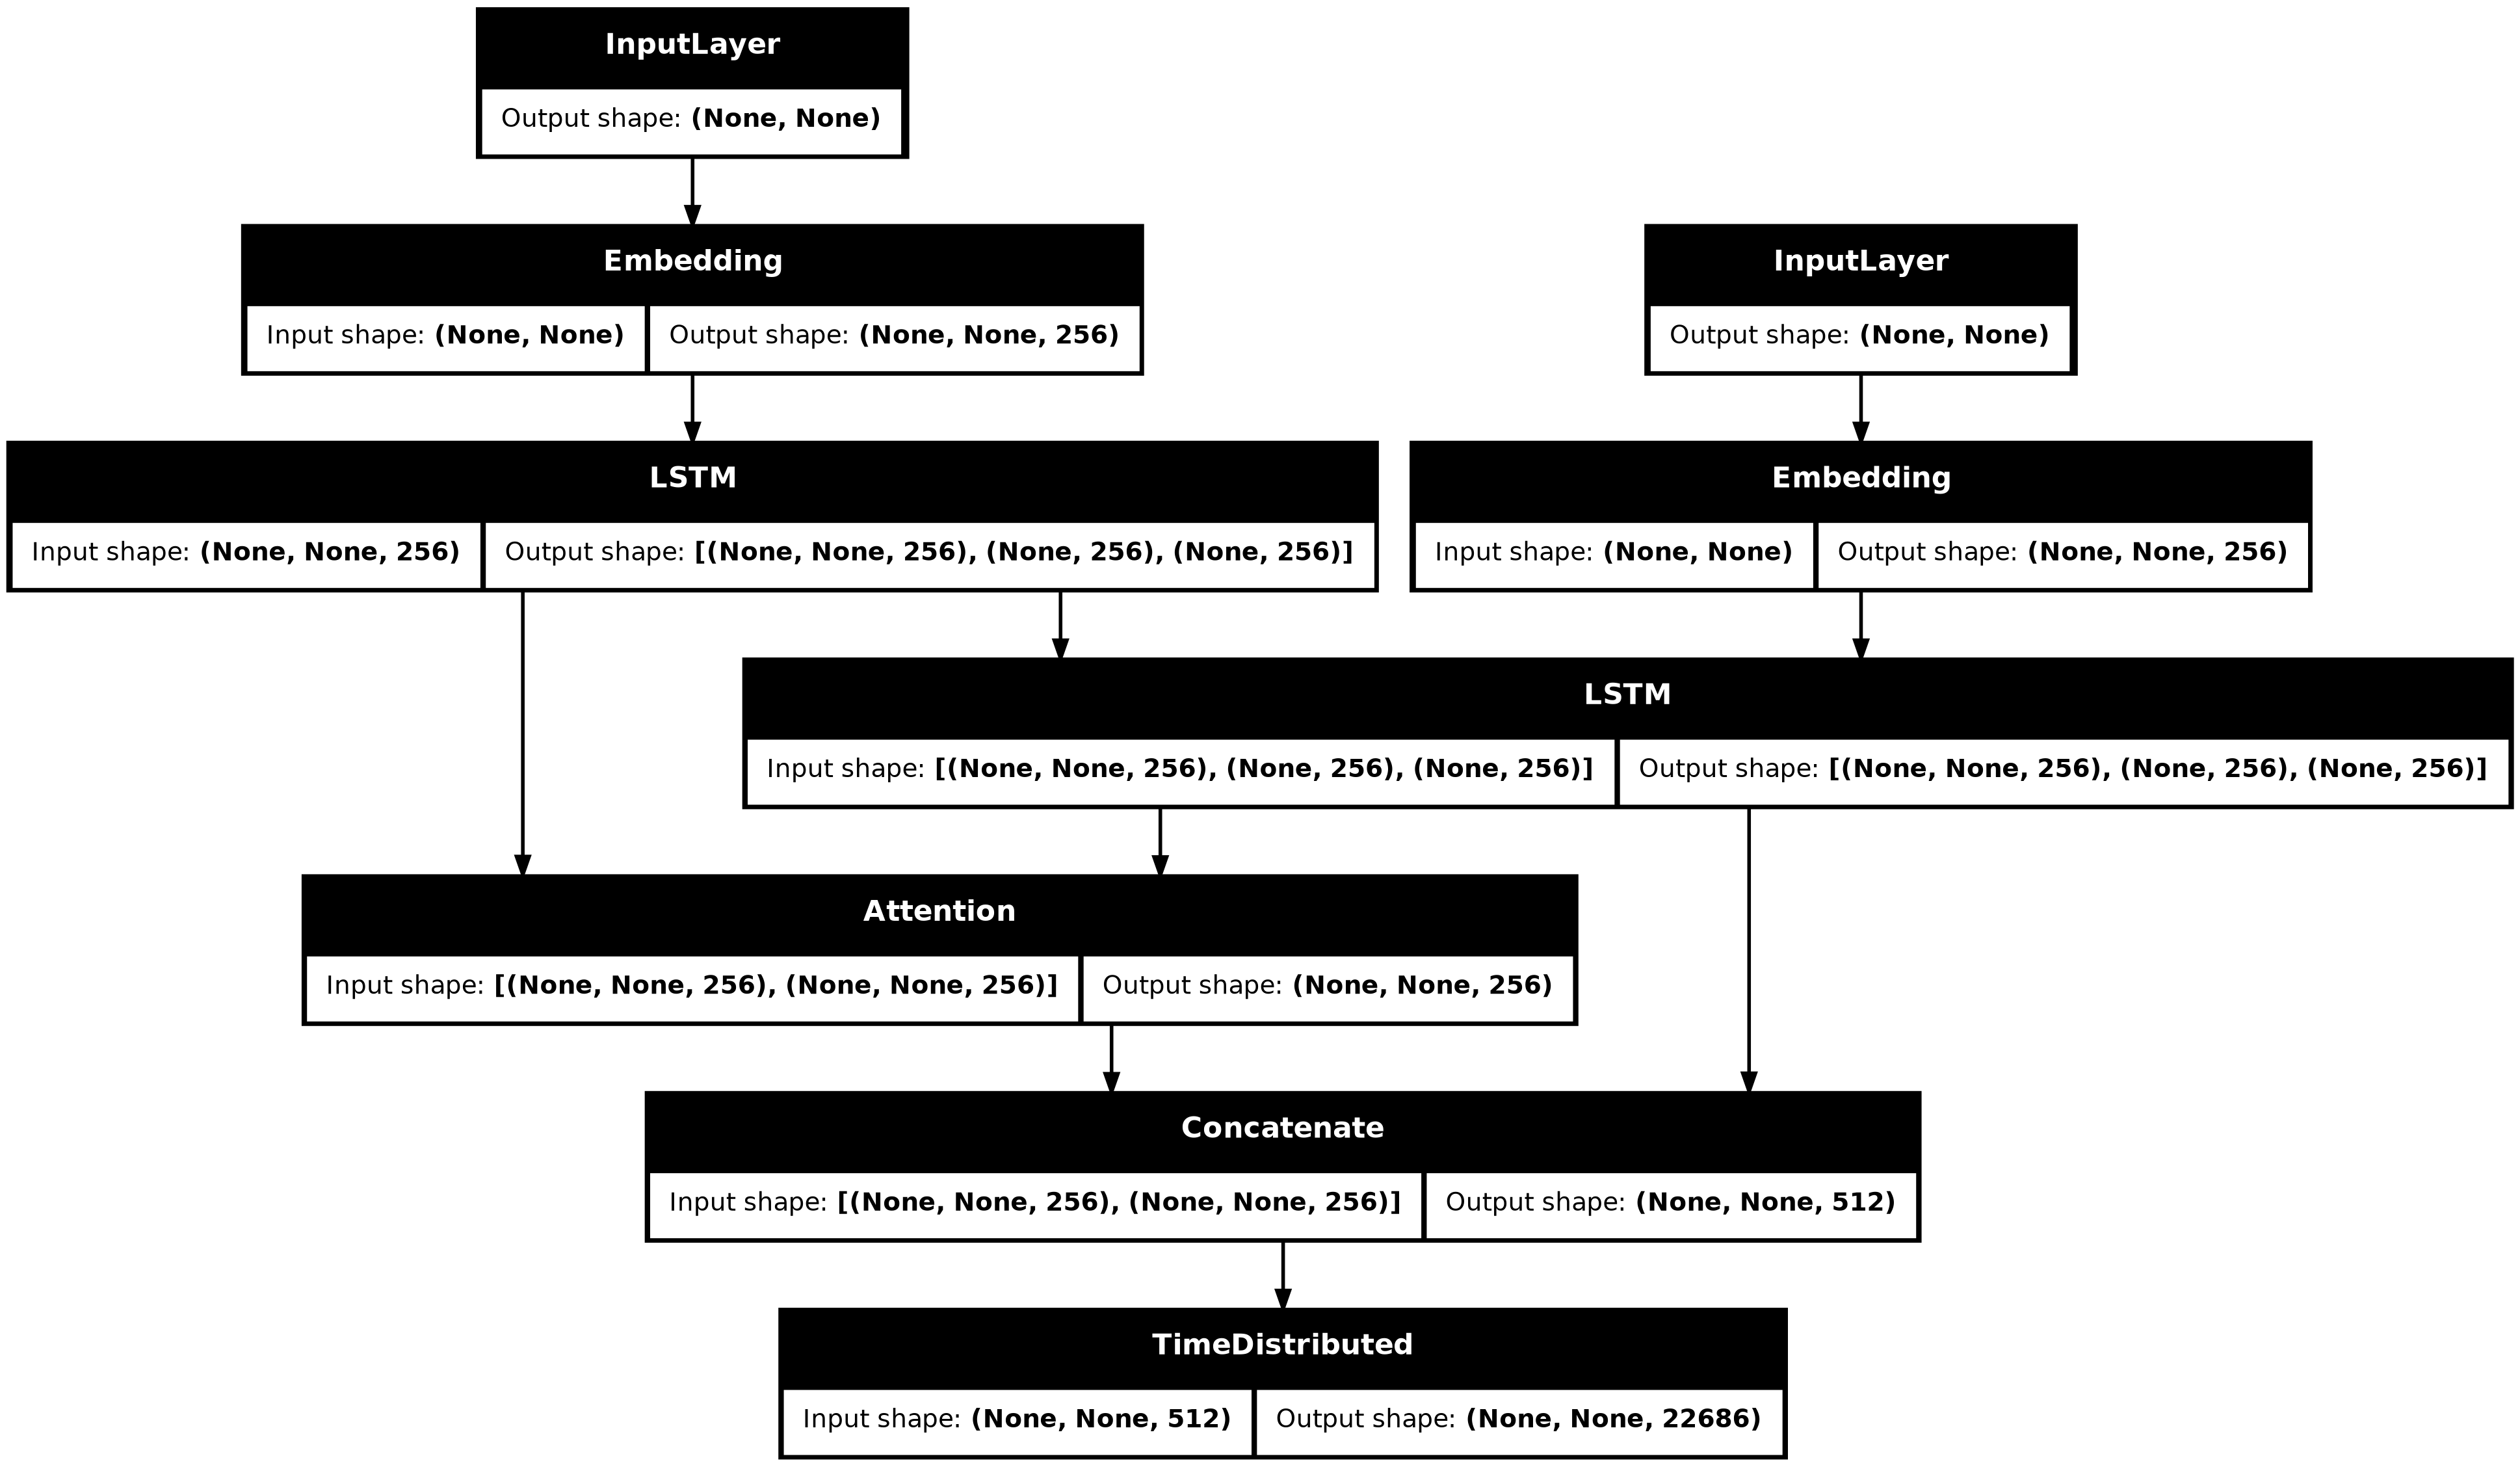 InputLayer
Output shape: (None, None)
Embedding
Input shape: (None, None) Output shape: (None, None, 256)
InputLayer
Output shape: (None, None)
LSTM
Input shape: (None, None, 256) Output shape: [(None, None, 256), (None, 256), (None, 256)]
Embedding
Input shape: (None, None) Output shape: (None, None, 256)
LSTM
Input shape: [(None, None, 256), (None, 256), (None, 256)] Output shape: [(None, None, 256), (None, 256), (None, 256)]
Attention
Input shape: [(None, None, 256), (None, None, 256)] Output shape: (None, None, 256)
Concatenate
Input shape: [(None, None, 256), (None, None, 256)] Output shape: (None, None, 512)
TimeDistributed
Input shape: (None, None, 512) Output shape: (None, None, 22686)